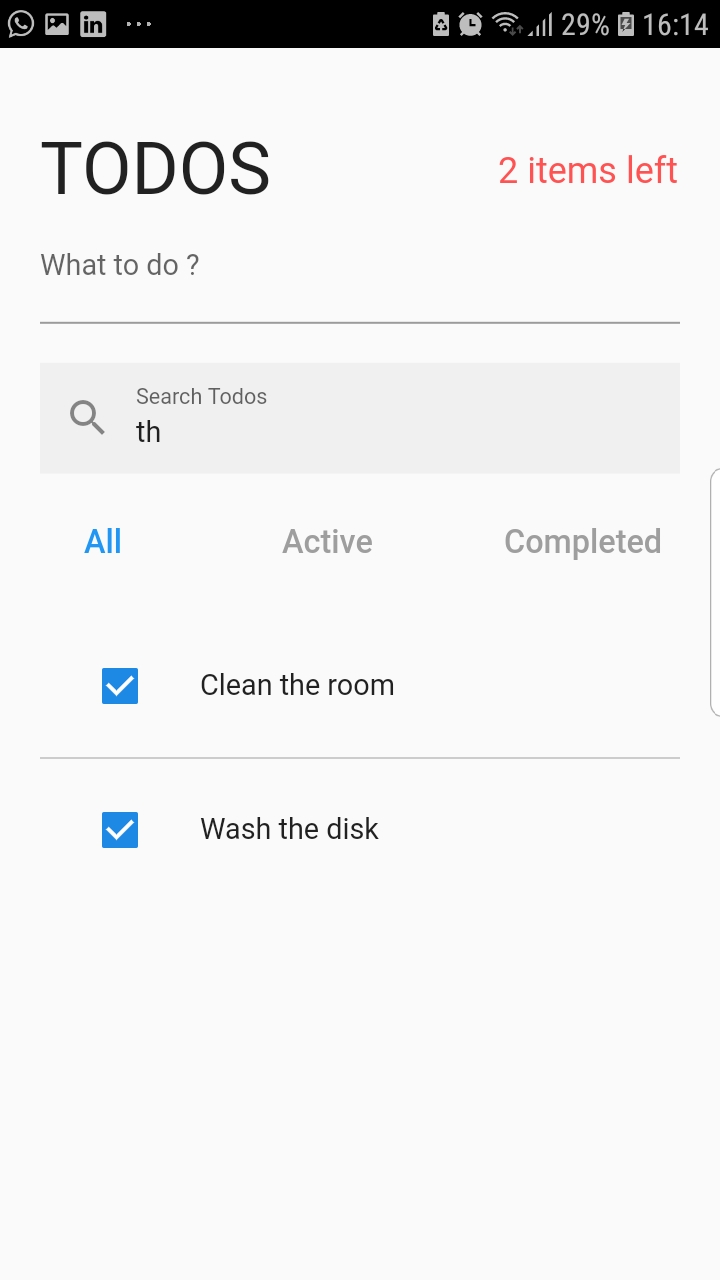 29% 16:14
TODOS
2 items left
What to do ?
Search Todos
th
All Active Completed
Clean the room
Wash the disk